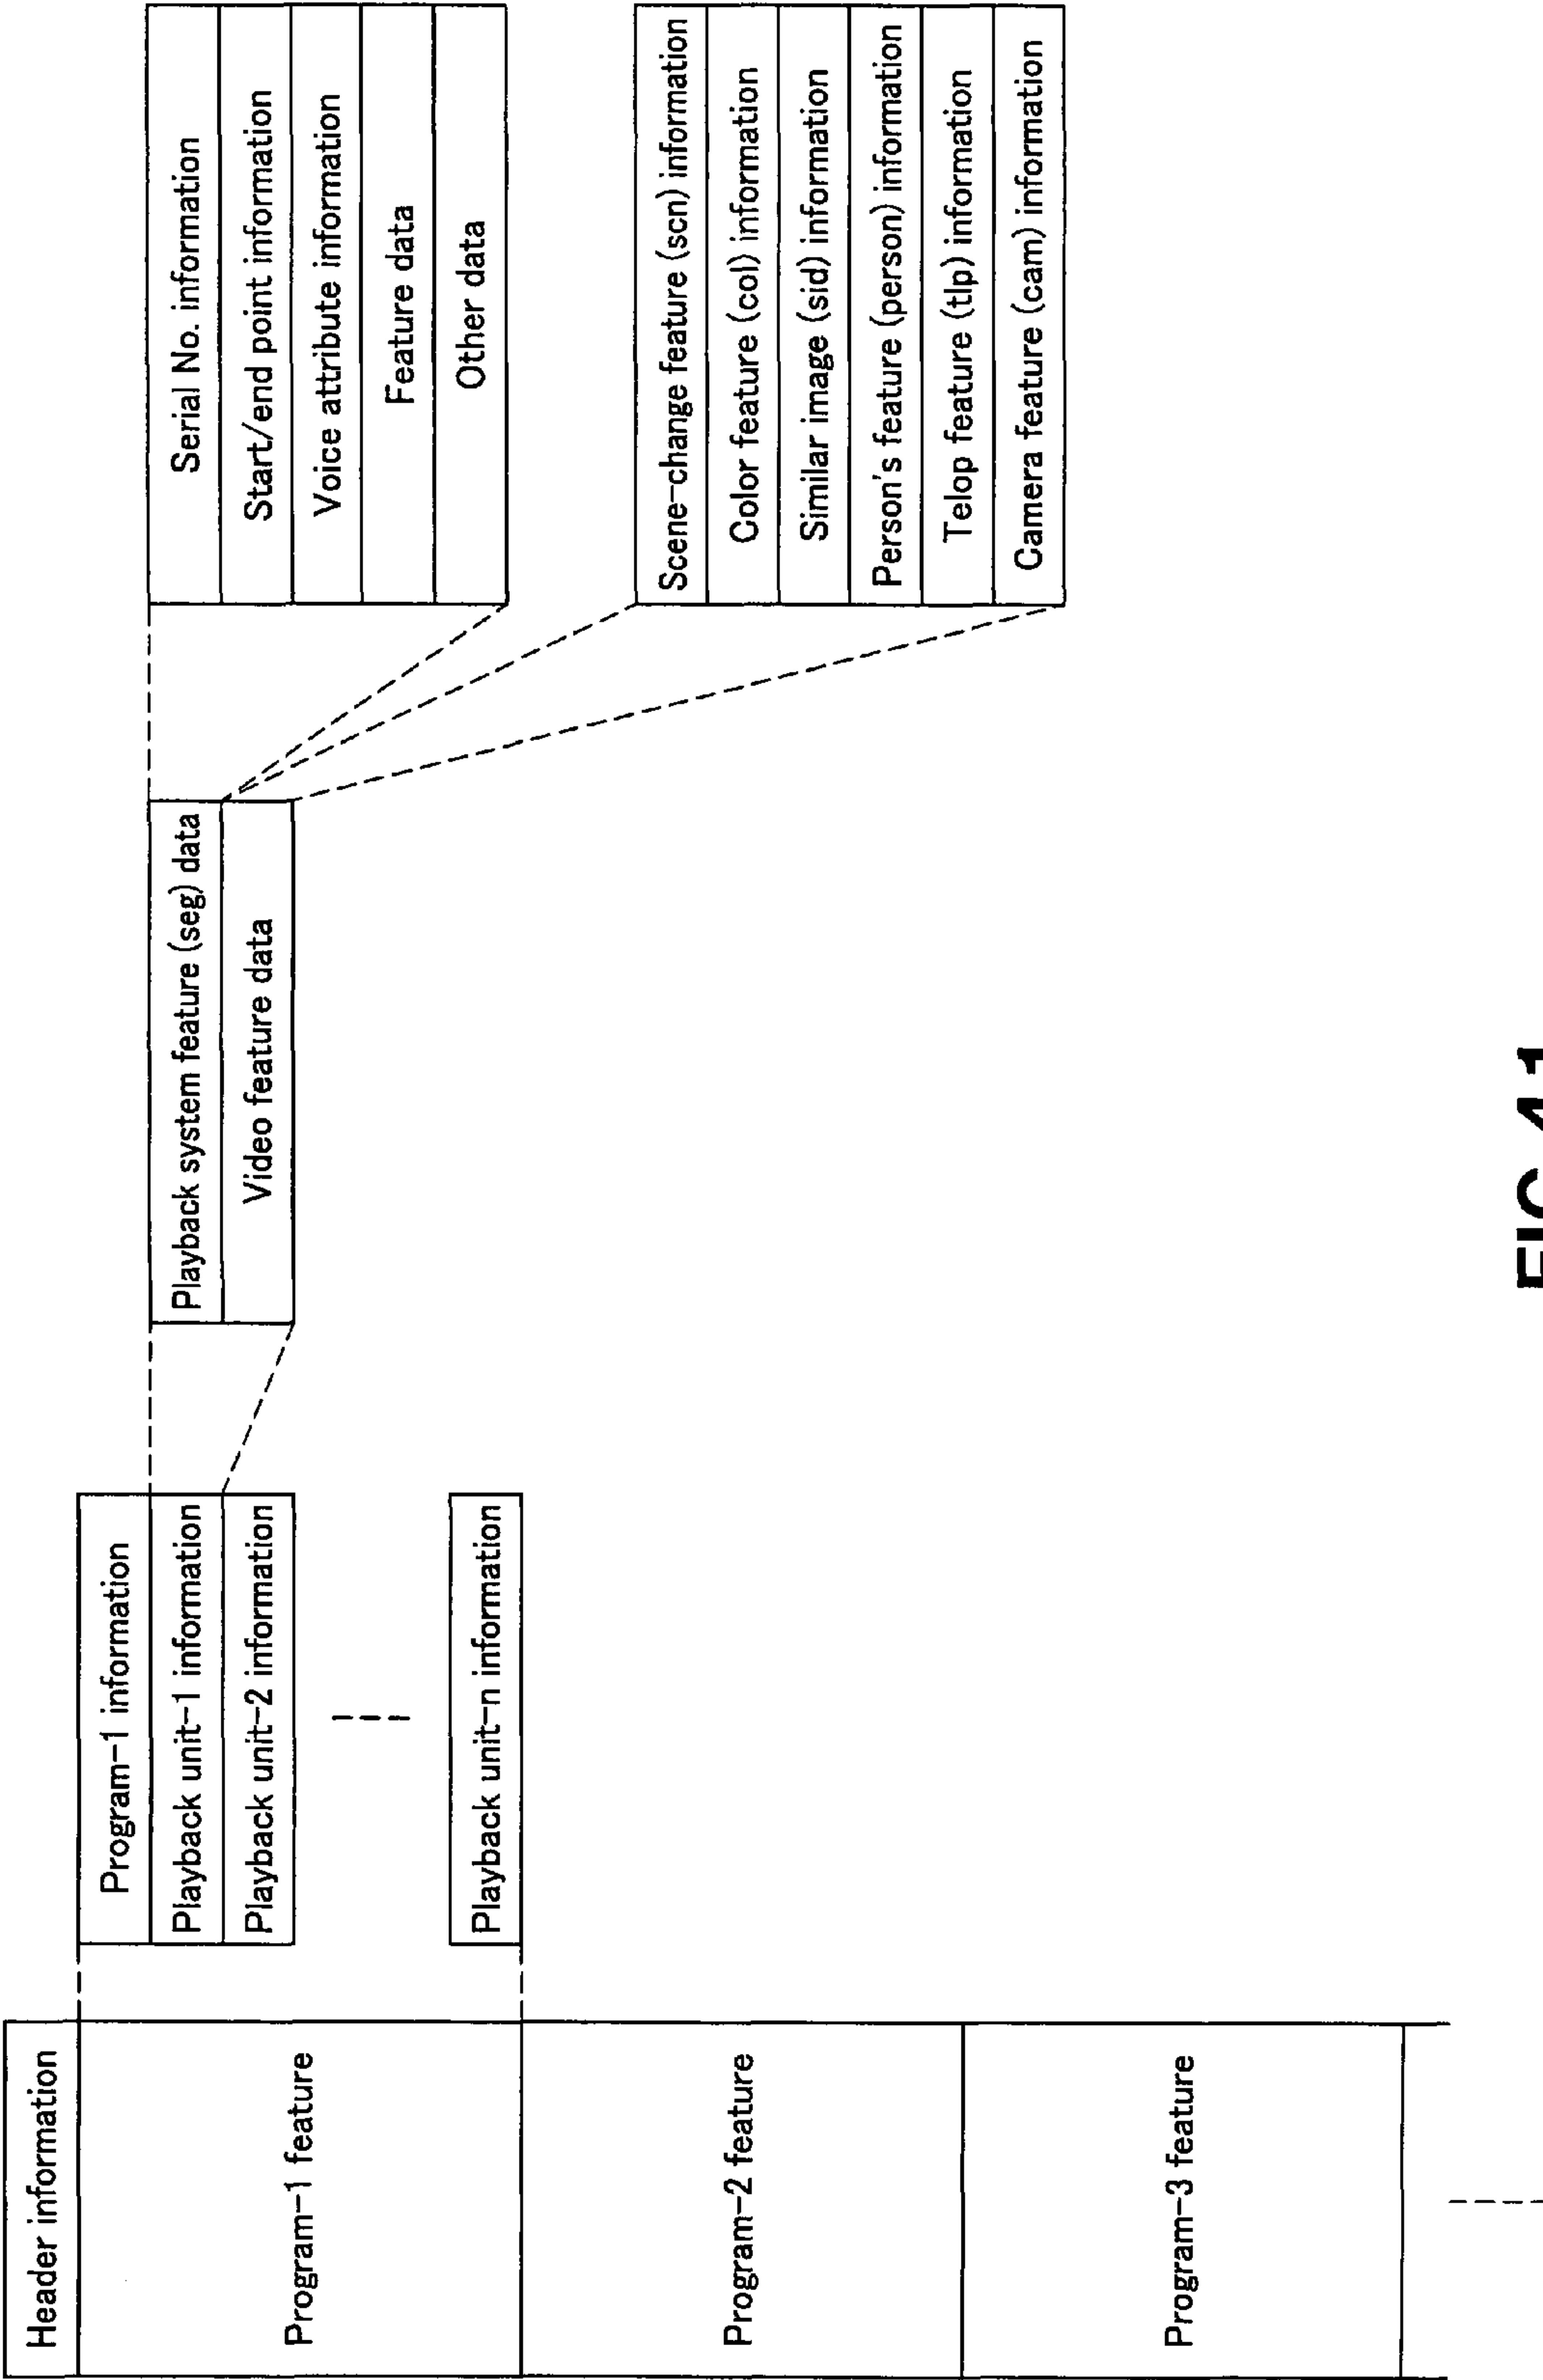 Header information
Program-1 feature
Program-2 feature
Program-3 feature
Program-1 information
Playback unit-1 information
Playback unit-2 information
Playback unit-n information
Playback system feature (seg) data
Video feature data
Serial No. information
Start/end point information
Voice attribute information
Feature data
Other data
Scene-change feature (scn) information
Color feature (col) information
Similar image (sid) information
Person's feature (person) information
Telop feature (tlp) information
Camera feature (cam) information
FIG. 41